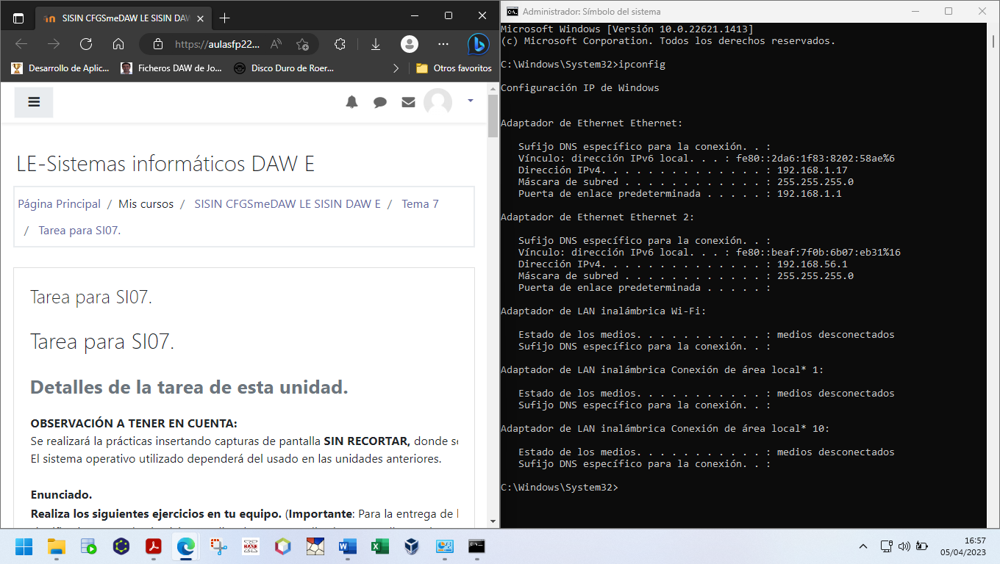 SISIN CFGSmeDAW LE SISIN DAW
https://aulasfp22...
Desarrollo de Aplic...
Ficheros DAW de Jo...
Disco Duro de Roer...
Otros favoritos
LE-Sistemas informáticos DAW E
Página Principal / Mis cursos / SISIN CFGSmeDAW LE SISIN DAW E / Tema 7
/ Tarea para SI07.
Tarea para SI07.
Tarea para SI07.
Detalles de la tarea de esta unidad.
OBSERVACIÓN A TENER EN CUENTA:
Se realizará la prácticas insertando capturas de pantalla SIN RECORTAR, donde
El sistema operativo utilizado dependerá del usado en las unidades anteriores.
Enunciado.
Realiza los siguientes ejercicios en tu equipo. (Importante: Para la entrega de
Administrador: Símbolo del sistema
Microsoft Windows [Versión 10.0.22621.1413]
(c) Microsoft Corporation. Todos los derechos reservados.
C:\Windows\System32>ipconfig
Configuración IP de Windows
Adaptador de Ethernet Ethernet:
Sufijo DNS específico para la conexión. . :
Vínculo: dirección IPv6 local. . . : fe80::2da6:1f83:8202:58ae%6
Dirección IPv4. . . . . . . . . . . . . . : 192.168.1.17
Máscara de subred . . . . . . . . . . . . : 255.255.255.0
Puerta de enlace predeterminada . . . . . : 192.168.1.1
Adaptador de Ethernet Ethernet 2:
Sufijo DNS específico para la conexión. . :
Vínculo: dirección IPv6 local. . . : fe80::beaf:7f0b:6b07:eb31%16
Dirección IPv4. . . . . . . . . . . . . . : 192.168.56.1
Máscara de subred . . . . . . . . . . . . : 255.255.255.0
Puerta de enlace predeterminada . . . . . . :
Adaptador de LAN inalámbrica Wi-Fi:
Estado de los medios. . . . . . . . . . . : medios desconectados
Sufijo DNS específico para la conexión. . :
Adaptador de LAN inalámbrica Conexión de área local* 1:
Estado de los medios. . . . . . . . . . . : medios desconectados
Sufijo DNS específico para la conexión. . :
Adaptador de LAN inalámbrica Conexión de área local* 10:
Estado de los medios. . . . . . . . . . . : medios desconectados
Sufijo DNS específico para la conexión. . :
C:\Windows\System32>
16:57
05/04/2023